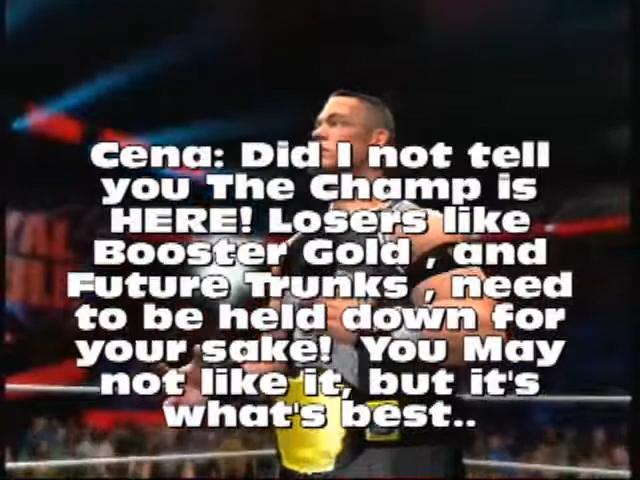 Cena: Did I not tell
you The Champ is
HERE! Losers like
Booster Gold , and
Future Trunks , need
to be held down for
your sake!  You May
not like it, but it's
what's best..